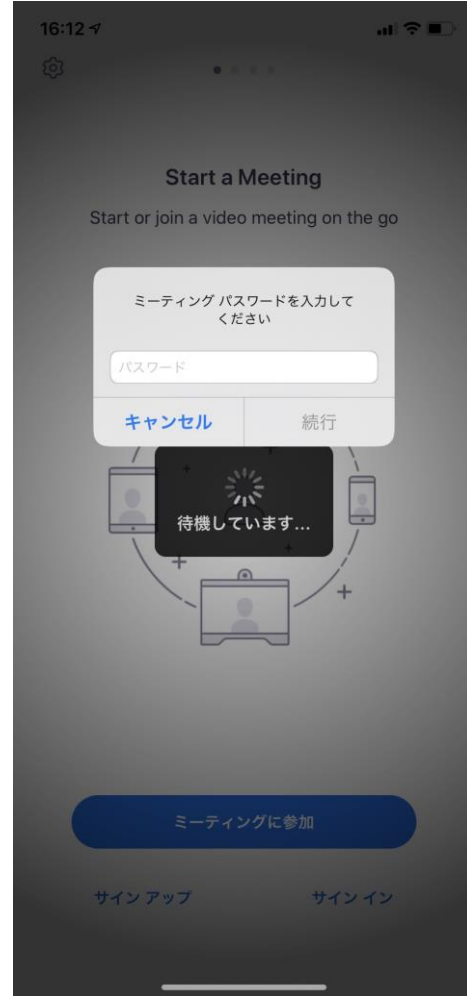 16:12
Start a Meeting
Start or join a video meeting on the go
ミーティング パスワードを入力して
ください
パスワード
キャンセル
続行
待機しています...
ミーティングに参加
サイン アップ
サイン イン